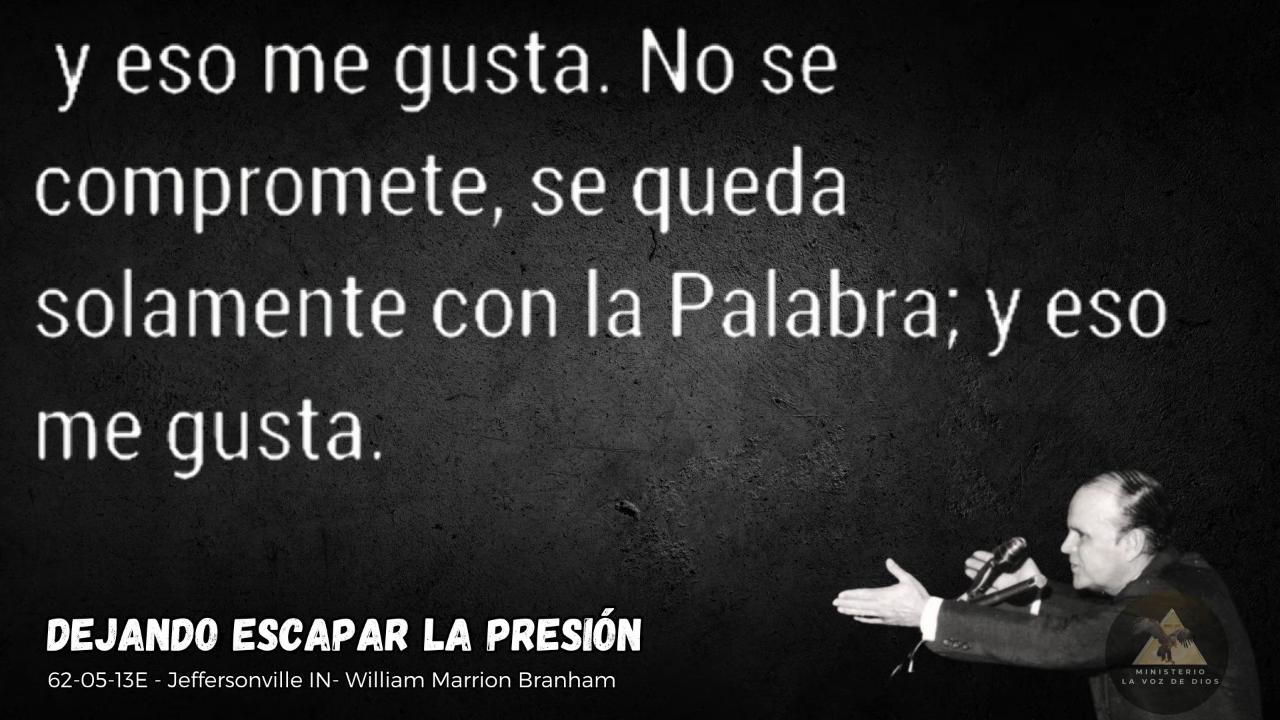 y eso me gusta. No se
compromete, se queda
solamente con la Palabra; y eso
me gusta.
DEJANDO ESCAPAR LA PRESIÓN
62-05-13E - Jeffersonville IN- William Marrion Branham
MINISTERIO
LA VOZ DE DIOS